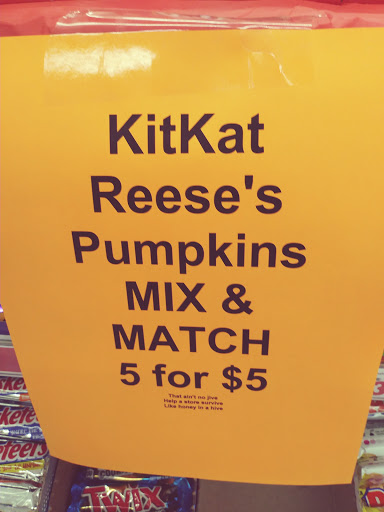 KitKat
Reese's
Pumpkins
MIX &
MATCH
5 for $5
That ain't no jive
Help a store survive
Like honey in a hive
TWIX